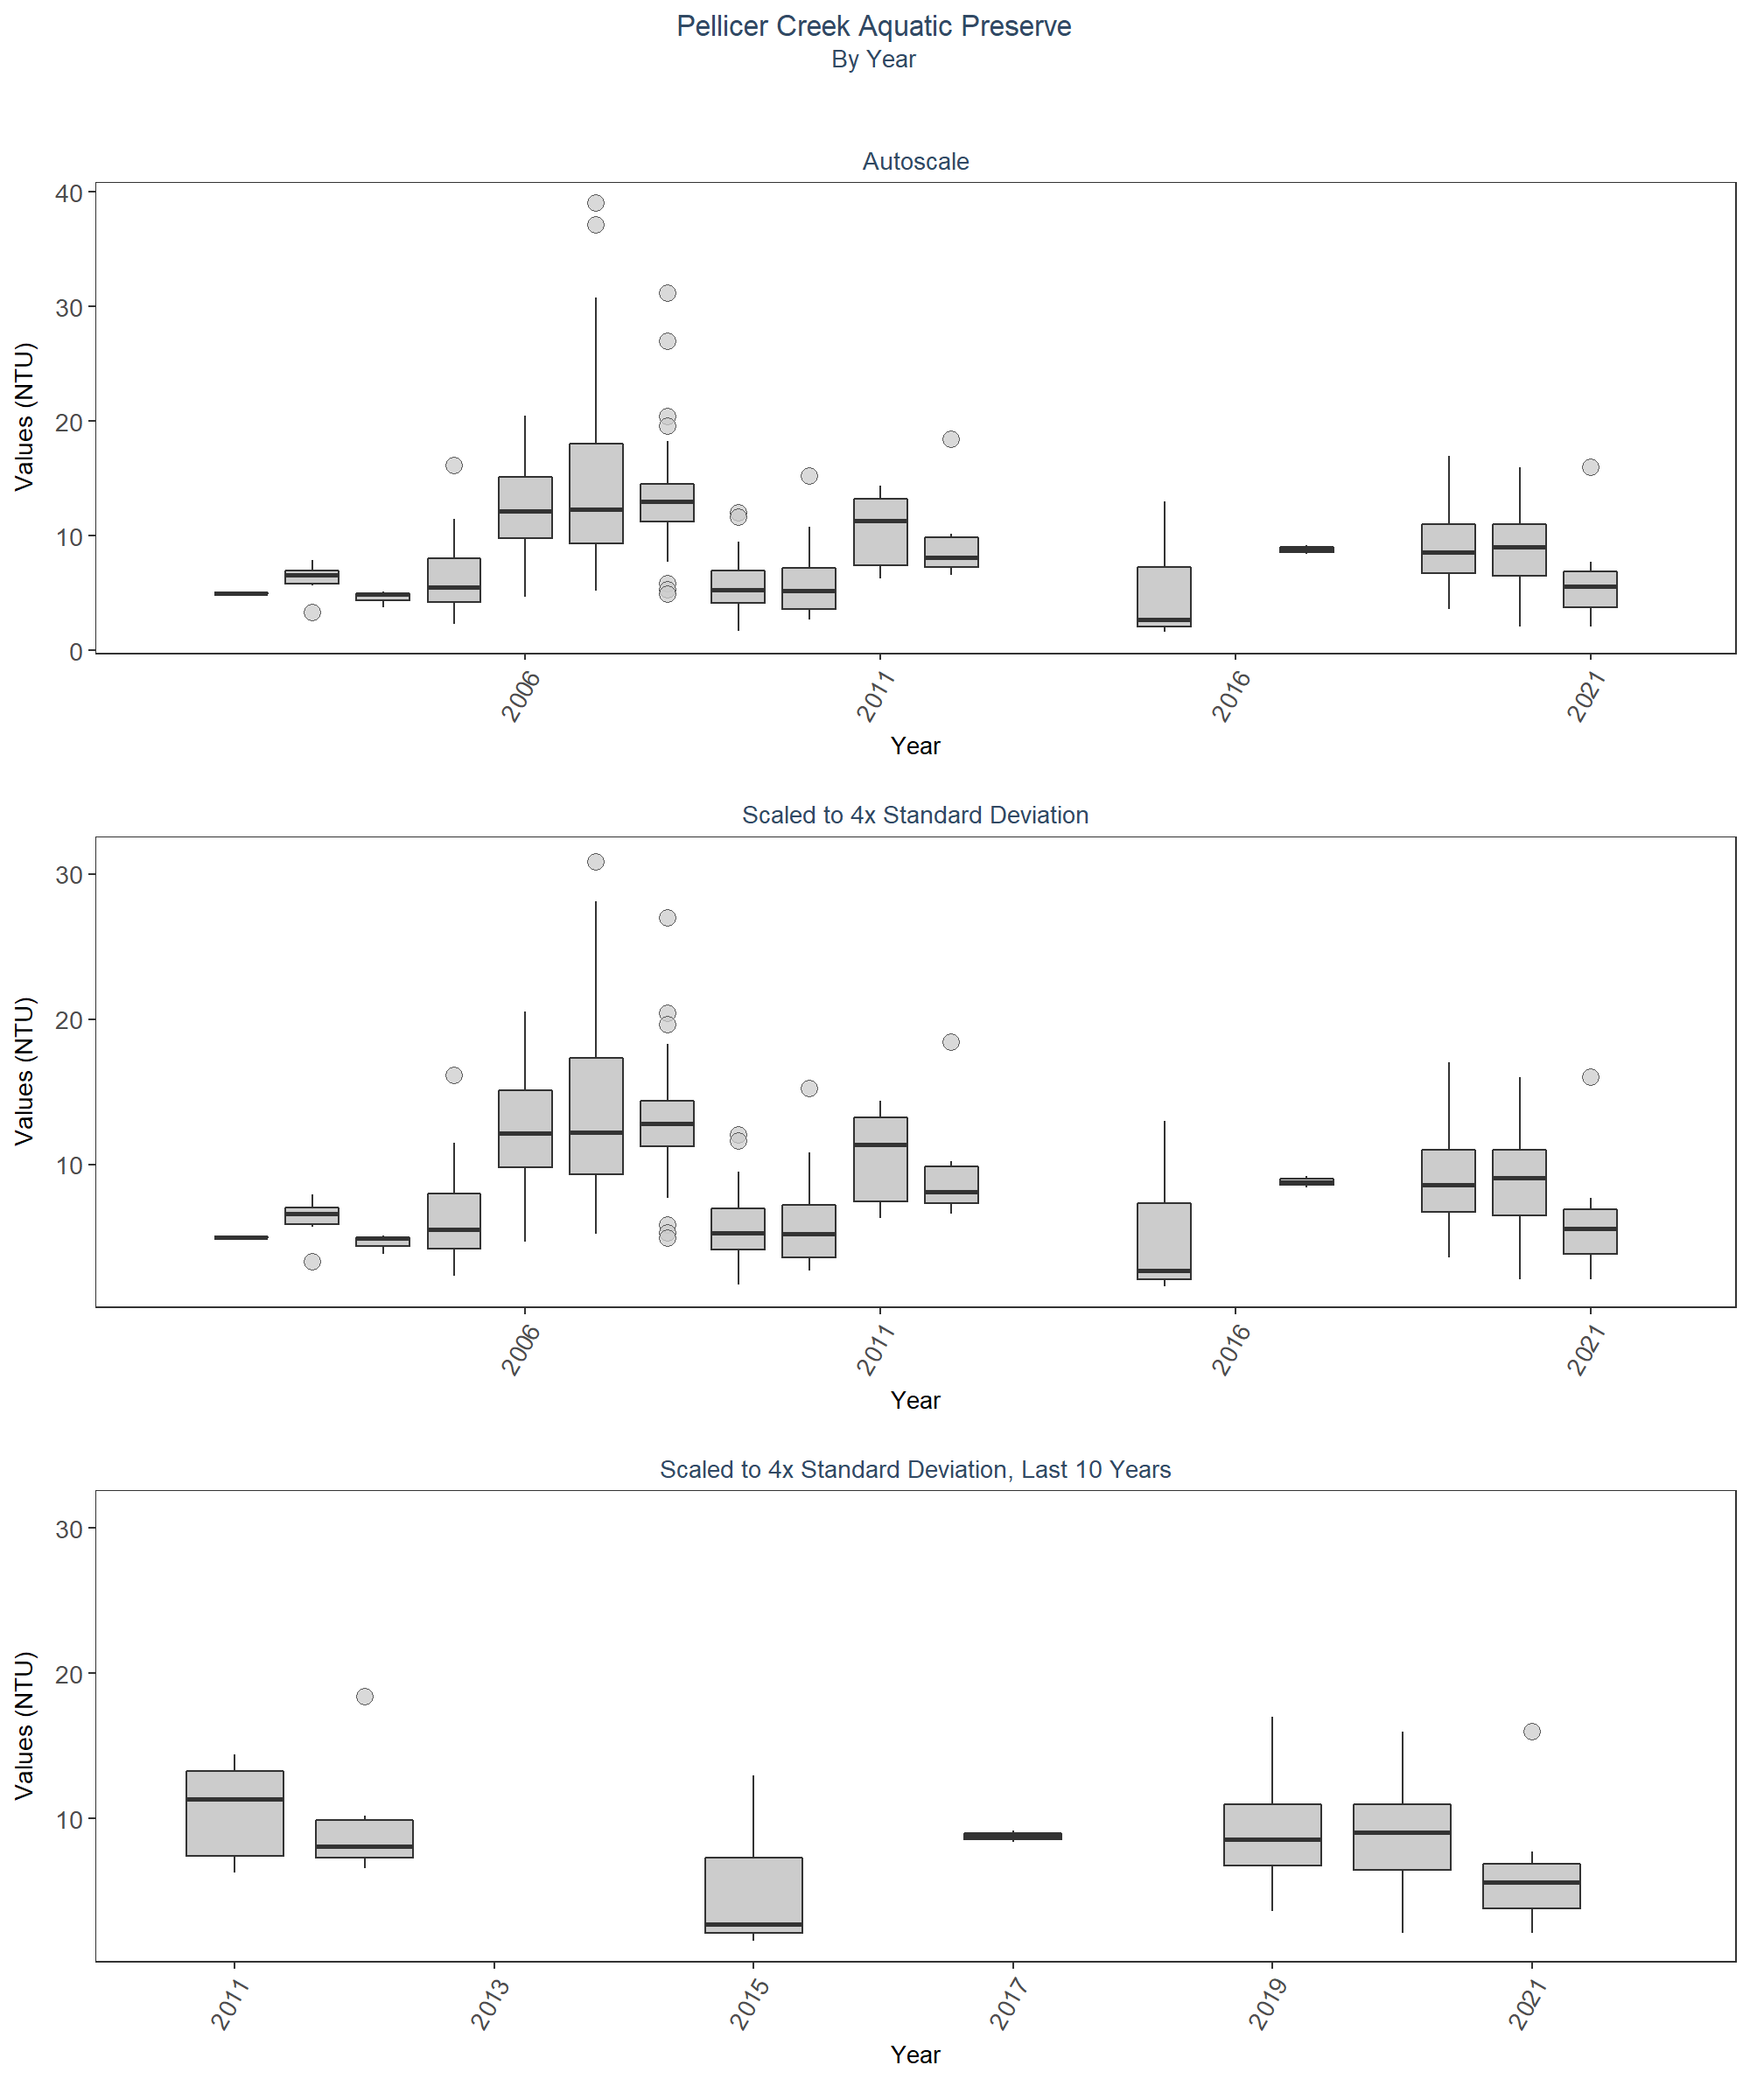 Pellicer Creek Aquatic Preserve
By Year
Autoscale
40
30
20
10
0
Values (NTU)
2006 2011 2016 2021
Year
Scaled to 4x Standard Deviation
30
20
10
Values (NTU)
2006 2011 2016 2021
Year
Scaled to 4x Standard Deviation, Last 10 Years
30
20
10
Values (NTU)
2011 2013 2015 2017 2019 2021
Year